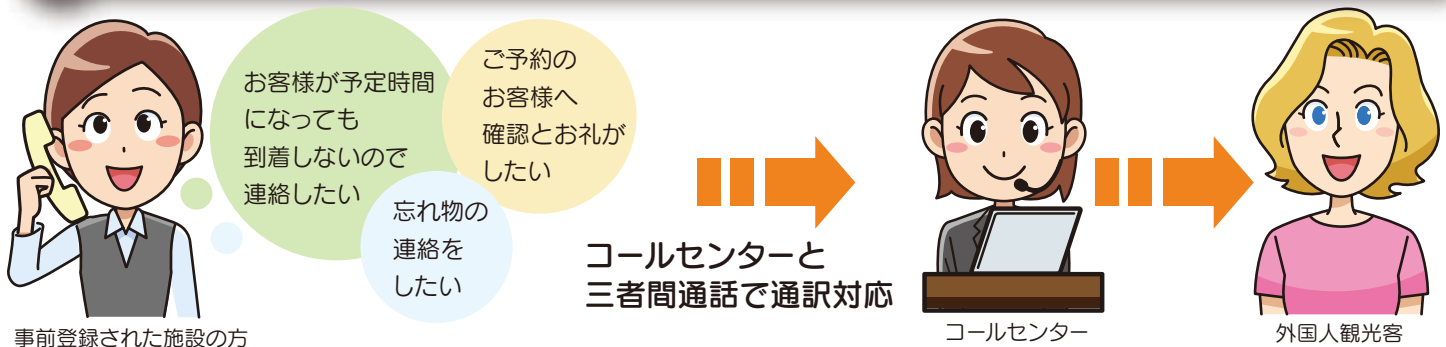 お客様が予定時間
になっても
到着しないので
連絡したい
ご予約の
お客様へ
確認とお礼が
したい
忘れ物の
連絡を
したい
コールセンターと
三者間通話で通訳対応
事前登録された施設の方
コールセンター
外国人観光客